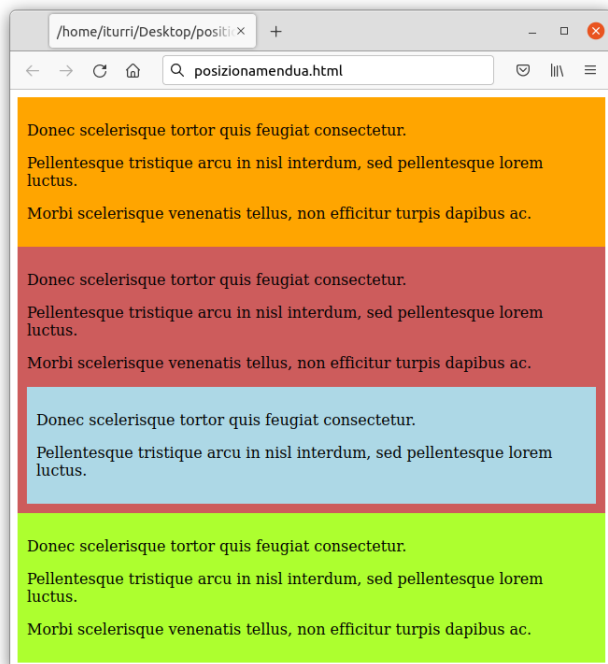 /home/iturri/Desktop/positic
posizionamendua.html
Donec scelerisque tortor quis feugiat consectetur.
Pellentesque tristique arcu in nisl interdum, sed pellentesque lorem
luctus.
Morbi scelerisque venenatis tellus, non efficitur turpis dapibus ac.
Donec scelerisque tortor quis feugiat consectetur.
Pellentesque tristique arcu in nisl interdum, sed pellentesque lorem
luctus.
Morbi scelerisque venenatis tellus, non efficitur turpis dapibus ac.
Donec scelerisque tortor quis feugiat consectetur.
Pellentesque tristique arcu in nisl interdum, sed pellentesque lorem
luctus.
Donec scelerisque tortor quis feugiat consectetur.
Pellentesque tristique arcu in nisl interdum, sed pellentesque lorem
luctus.
Morbi scelerisque venenatis tellus, non efficitur turpis dapibus ac.